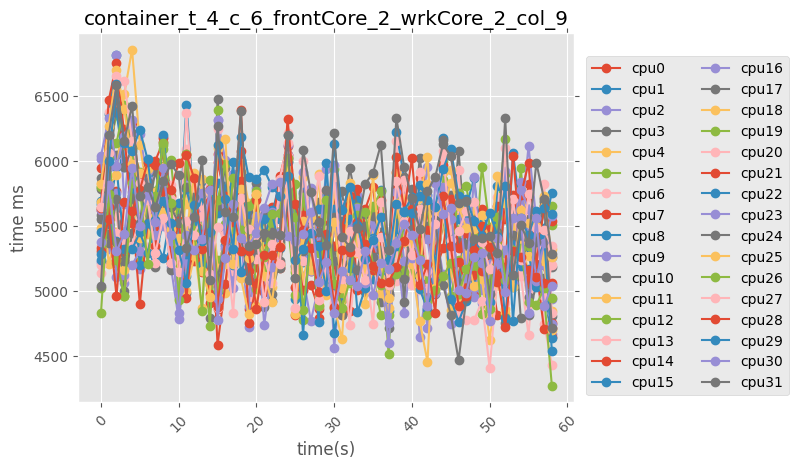 container_t_4_c_6_frontCore_2_wrkCore_2_col_9
time ms
6500
6000
5500
5000
4500
0
10
20
30
40
50
60
time(s)
cpu0
cpu1
cpu2
cpu3
cpu4
cpu5
cpu6
cpu7
cpu8
cpu9
cpu10
cpu11
cpu12
cpu13
cpu14
cpu15
cpu16
cpu17
cpu18
cpu19
cpu20
cpu21
cpu22
cpu23
cpu24
cpu25
cpu26
cpu27
cpu28
cpu29
cpu30
cpu31